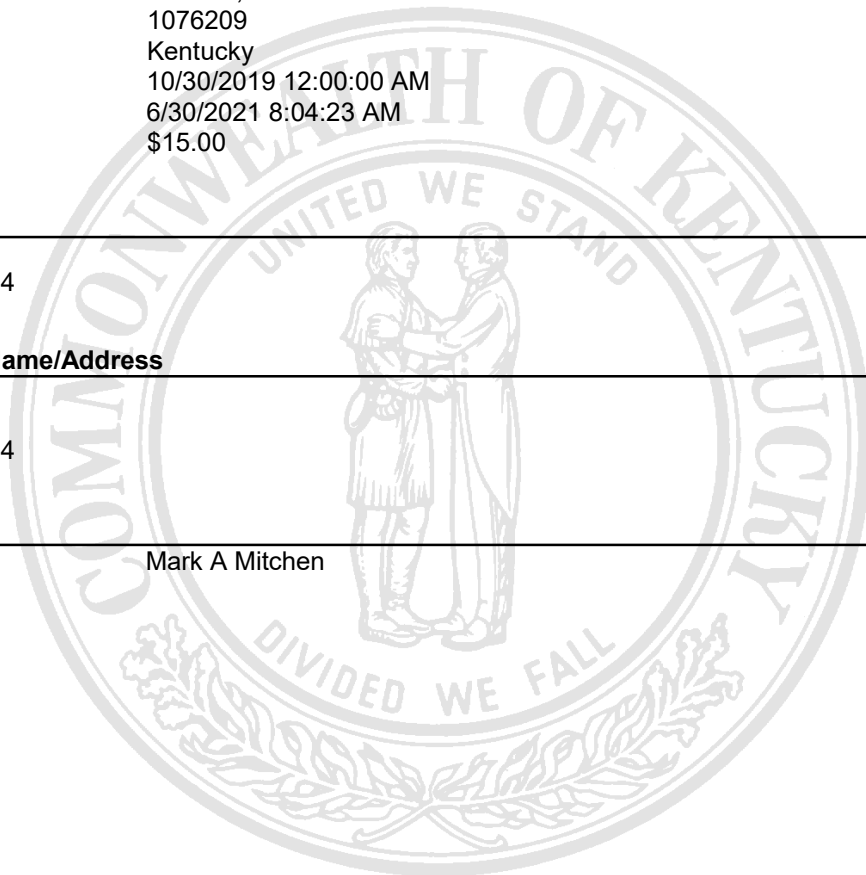 1076209
Kentucky
10/30/2019 12:00:00 AM
6/30/2021 8:04:23 AM
$15.00
COMMONWEALTH OF KENTUCKY
UNITED WE STAND
4
ame/Address
4
Mark A Mitchen
DIVIDED WE FALL